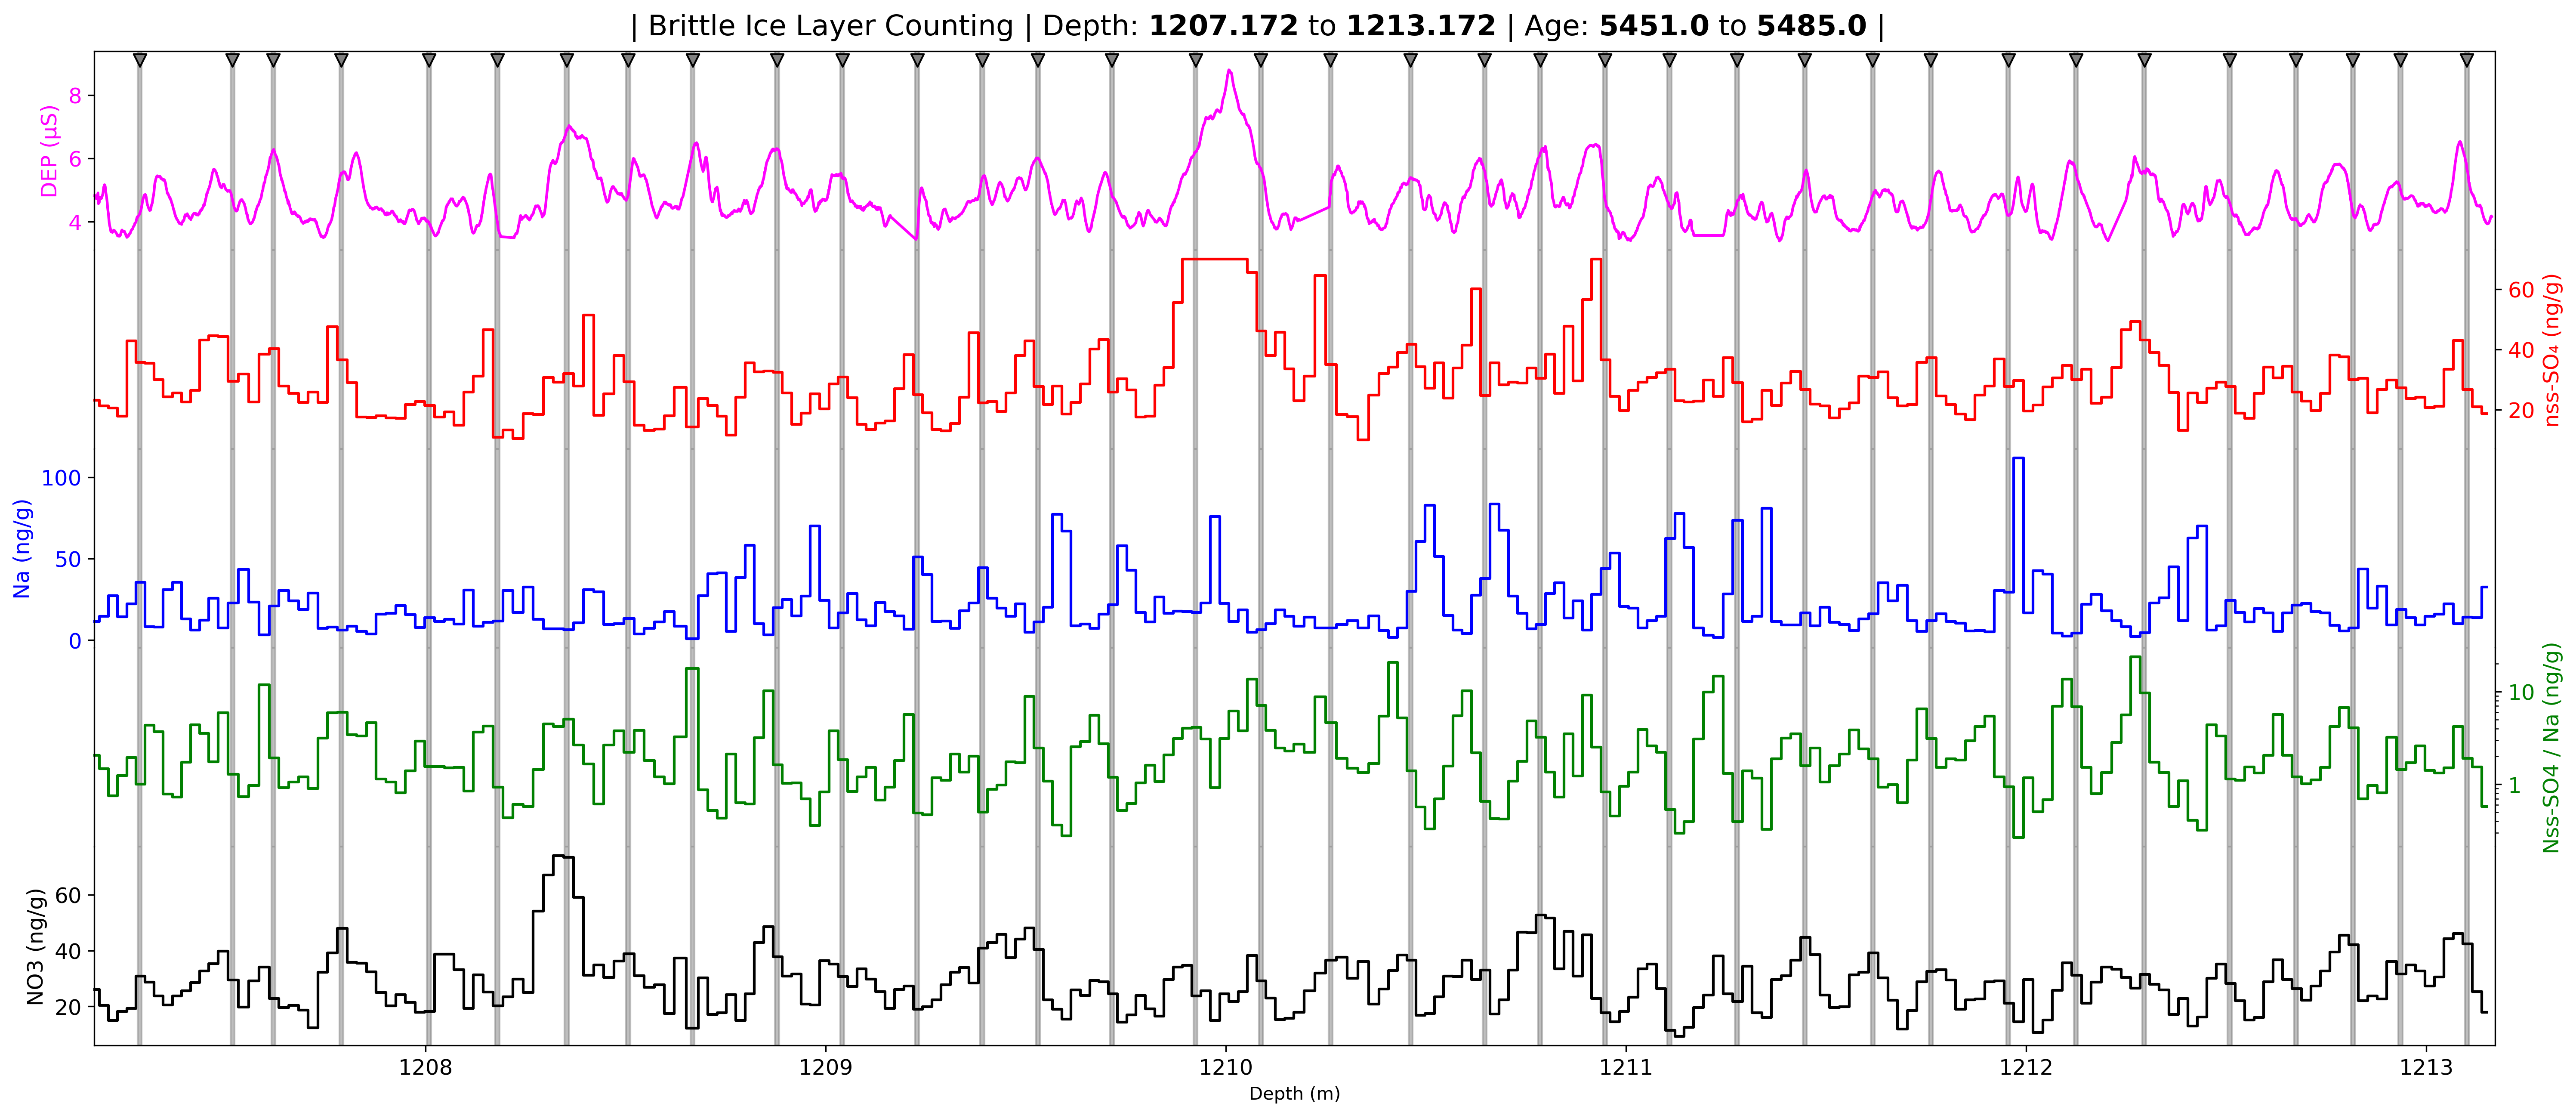 | Brittle Ice Layer Counting | Depth: 1207.172 to 1213.172 | Age: 5451.0 to 5485.0 |
DEP (µS)
8
6
4
nss-SO₄ (ng/g)
60
40
20
Na (ng/g)
100
50
0
Nss-SO4 / Na (ng/g)
10
1
NO3 (ng/g)
60
40
20
1208 1209 1210 1211 1212 1213
Depth (m)